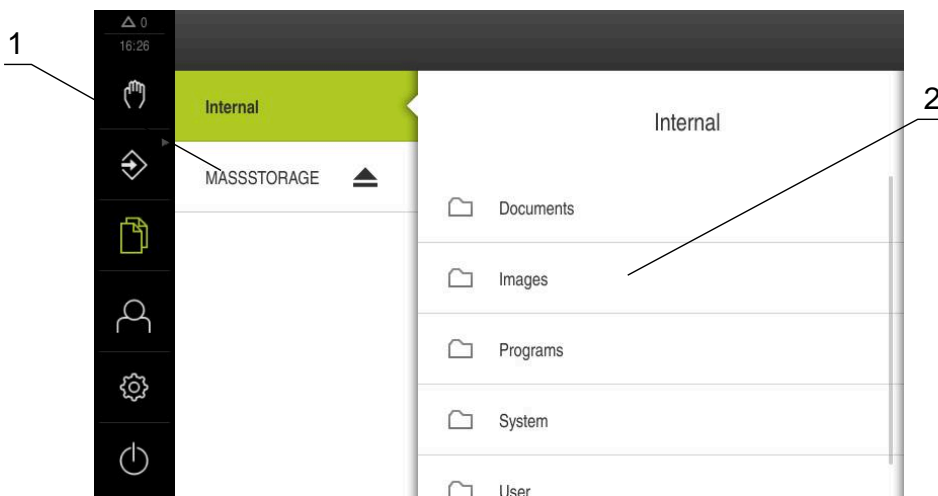 0
16:26
1
2
Internal
MASSSTORAGE
Internal
Documents
Images
Programs
System
User